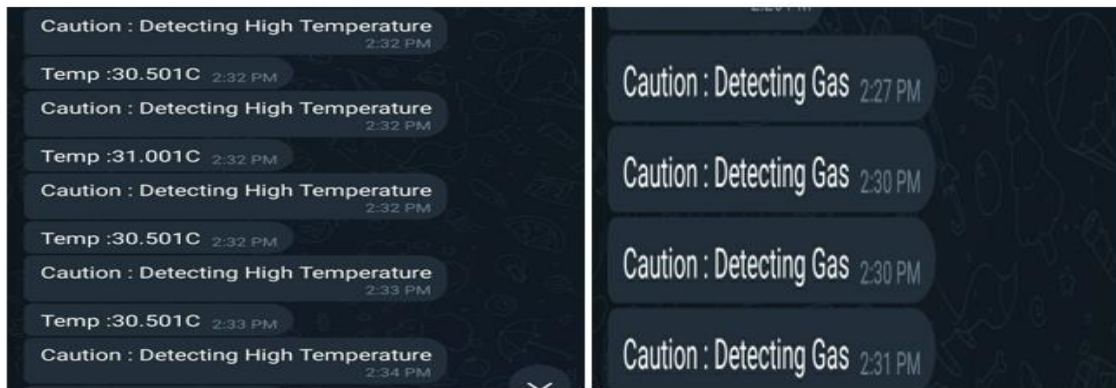 Caution : Detecting High Temperature
2:32 PM
Temp :30.501C 2:32 PM
Caution : Detecting High Temperature
2:32 PM
Temp :31.001C 2:32 PM
Caution : Detecting High Temperature
2:32 PM
Temp :30.501C 2:32 PM
Caution : Detecting High Temperature
2:33 PM
Temp :30.501C 2:33 PM
Caution : Detecting High Temperature
2:34 PM
Caution : Detecting Gas 2:27 PM
Caution : Detecting Gas 2:30 PM
Caution : Detecting Gas 2:30 PM
Caution : Detecting Gas 2:31 PM